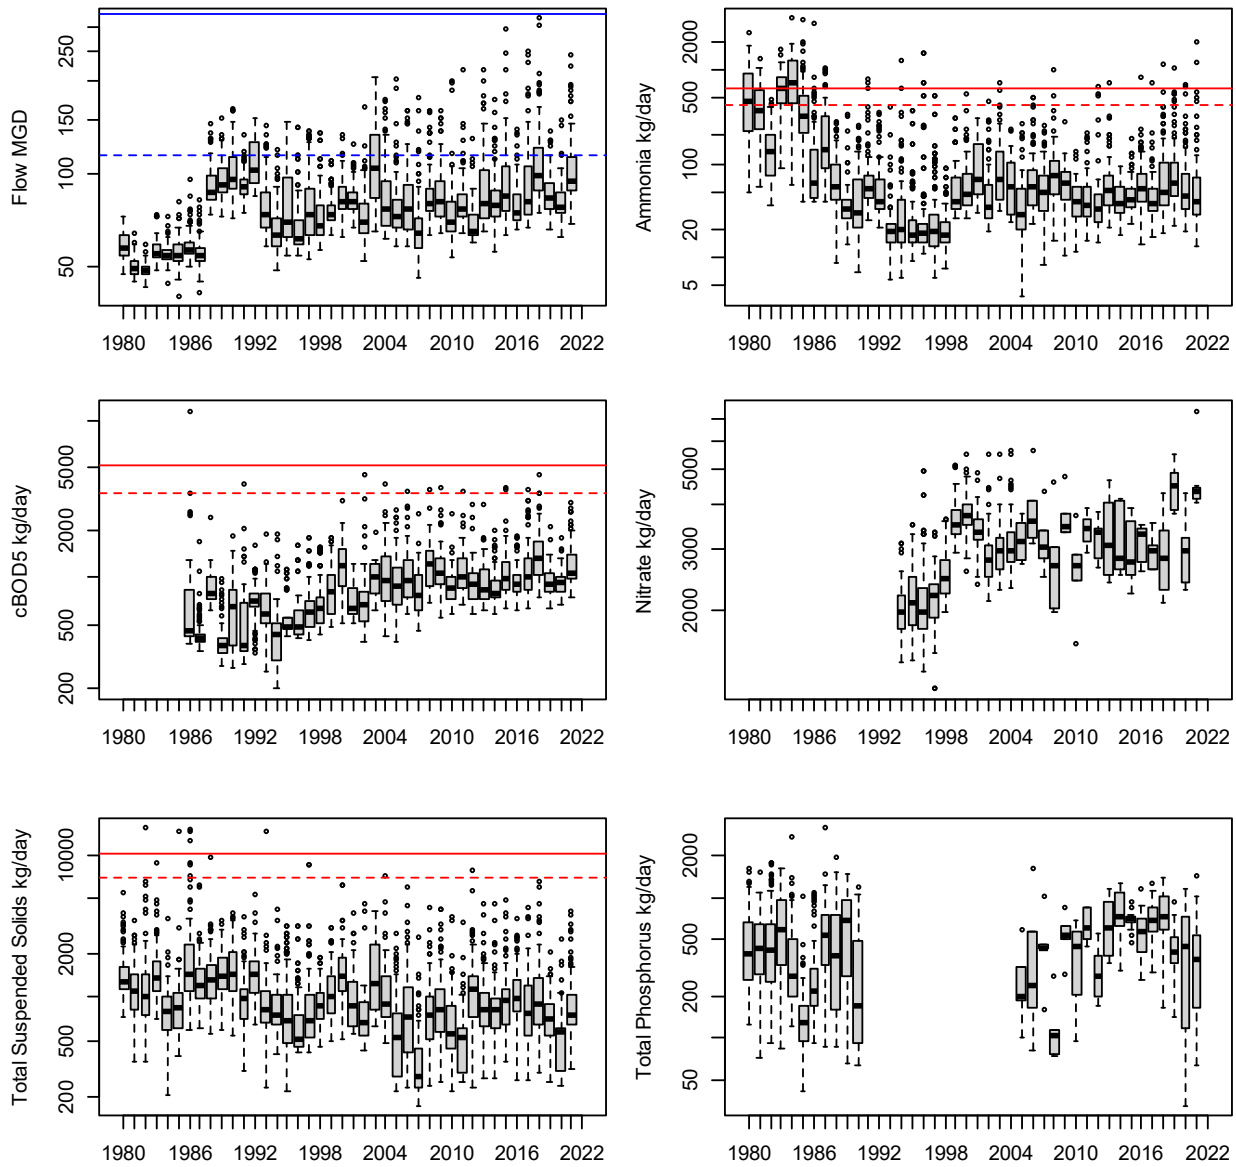 Flow MGD
250
150
100
50
1980 1986 1992 1998 2004 2010 2016 2022
Ammonia kg/day
2000
500
100
20
5
1980 1986 1992 1998 2004 2010 2016 2022
cBOD5 kg/day
5000
2000
500
200
1980 1986 1992 1998 2004 2010 2016 2022
Nitrate kg/day
5000
3000
2000
1980 1986 1992 1998 2004 2010 2016 2022
Total Suspended Solids kg/day
10000
2000
500
200
1980 1986 1992 1998 2004 2010 2016 2022
Total Phosphorus kg/day
2000
500
200
50
1980 1986 1992 1998 2004 2010 2016 2022